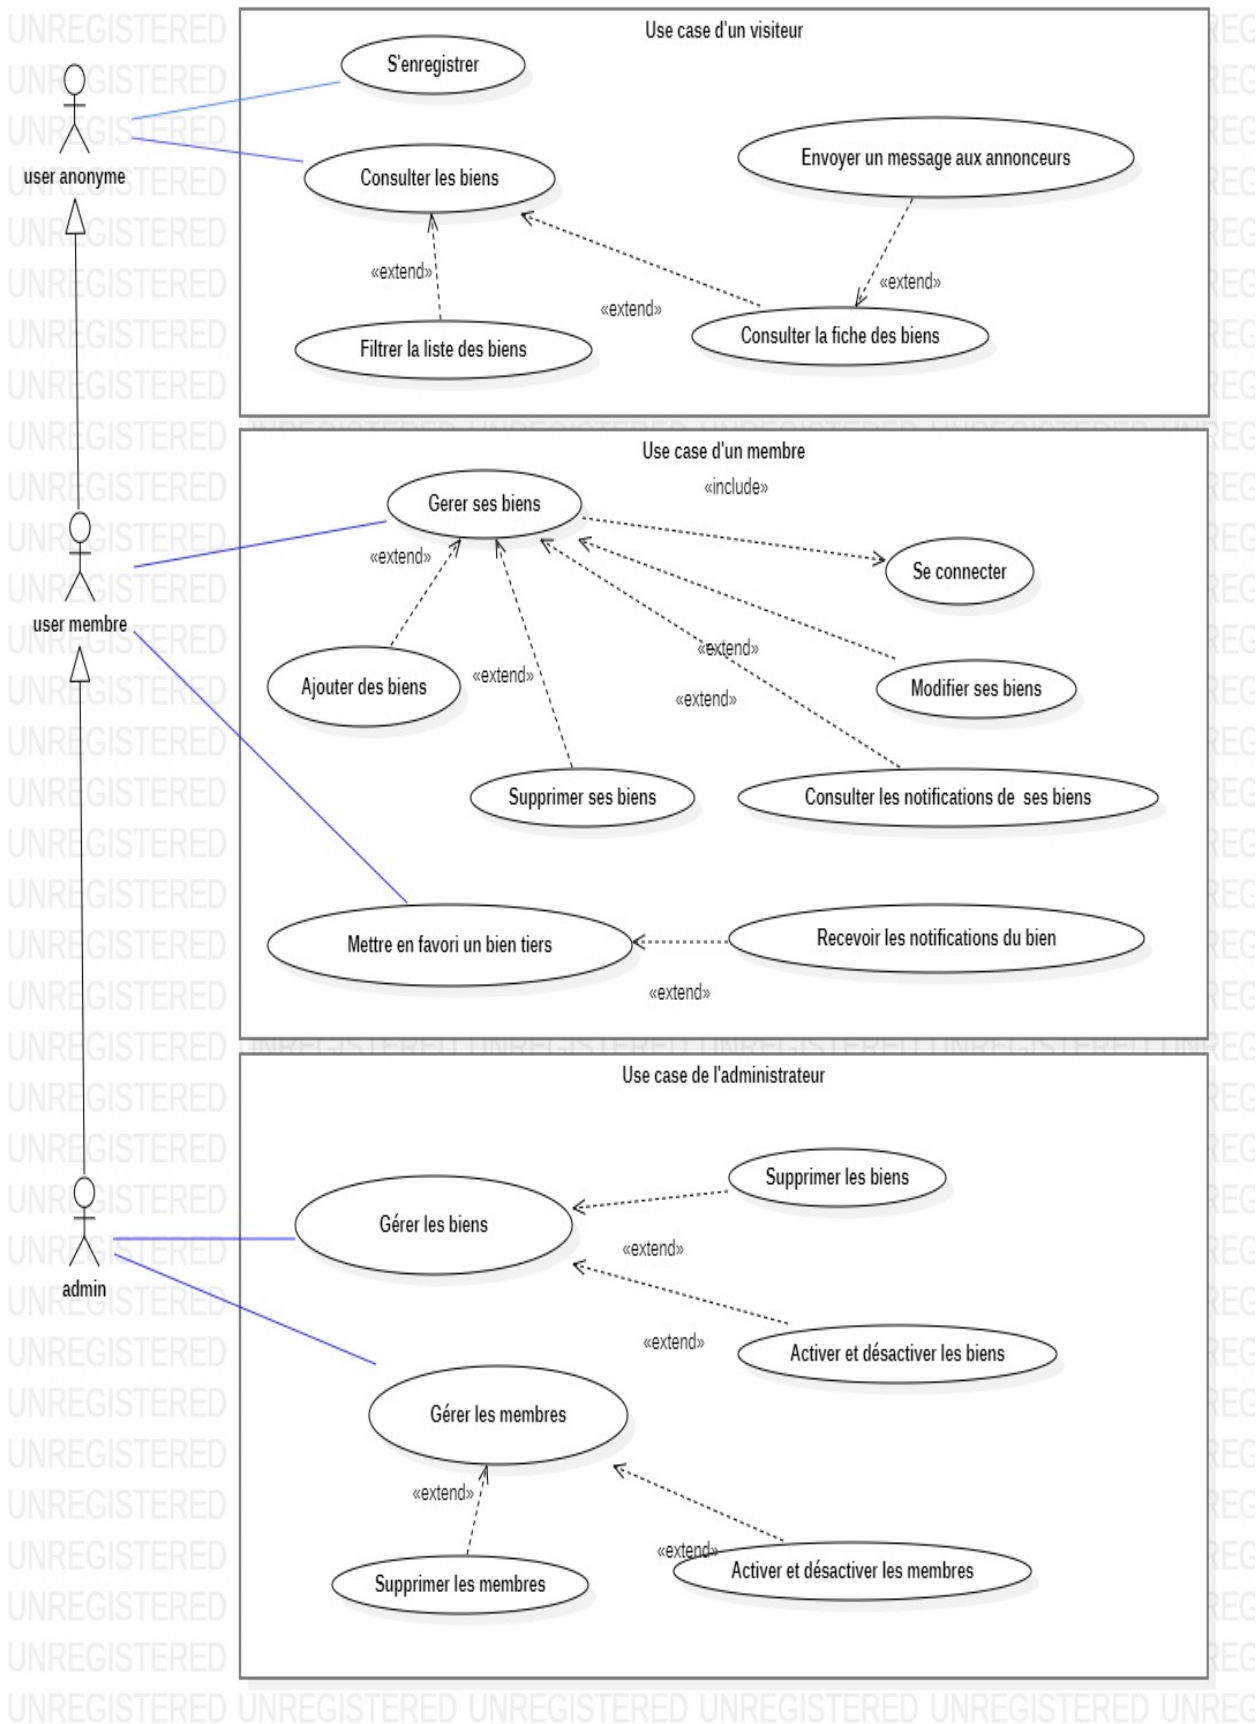 Use case d'un visiteur
S'enregistrer
user anonyme
Consulter les biens
Envoyer un message aux annonceurs
«extend»
«extend»
«extend»
Filtrer la liste des biens
Consulter la fiche des biens
Use case d'un membre
«include»
Gerer ses biens
«extend»
Se connecter
user membre
«extend»
Ajouter des biens
«extend»
Modifier ses biens
«extend»
Supprimer ses biens
Consulter les notifications de ses biens
Mettre en favori un bien tiers
Recevoir les notifications du bien
«extend»
Use case de l'administrateur
Supprimer les biens
Gérer les biens
«extend»
admin
«extend»
Activer et désactiver les biens
Gérer les membres
«extend»
«extend»
Supprimer les membres
Activer et désactiver les membres
UNREGISTERED UNREGISTERED UNREGISTERED UNREGISTERED UNREGISTERED UNREG